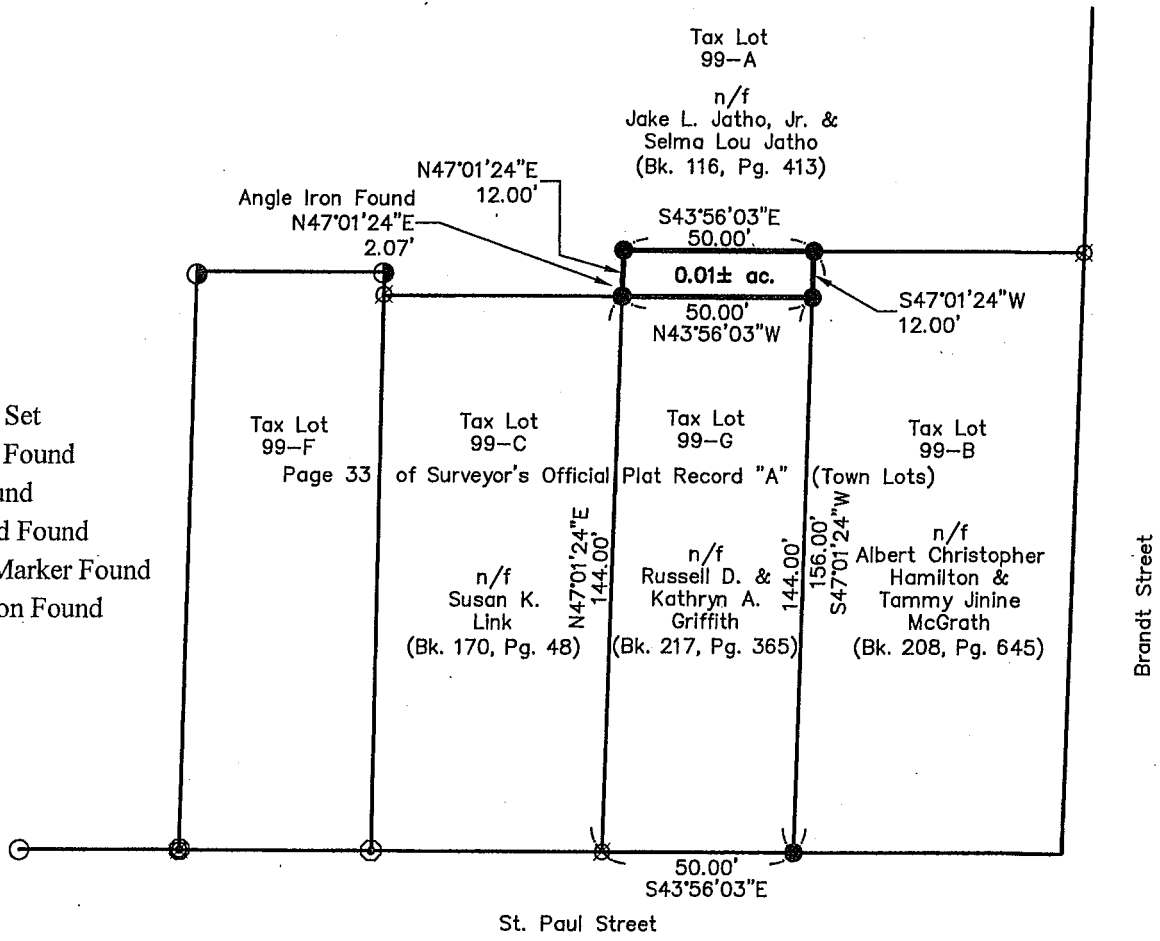 Tax Lot
99-A
n/f
Jake L. Jatho, Jr. &
Selma Lou Jatho
(Bk. 116, Pg. 413)
N47°01'24"E
12.00'
Angle Iron Found
N47°01'24"E
2.07'
S43°56'03"E
50.00'
0.01± ac.
50.00'
N43°56'03"W
S47°01'24"W
12.00'
Set
Found
und
d Found
Marker Found
on Found
Tax Lot
99-F
Tax Lot
99-C
Tax Lot
99-G
Tax Lot
99-B
Page 33 of Surveyor's Official Plat Record "A" (Town Lots)
n/f
Susan K.
Link
(Bk. 170, Pg. 48)
N47°01'24"E
144.00'
n/f
Russell D. &
Kathryn A.
Griffith
(Bk. 217, Pg. 365)
144.00'
156.00'
S47°01'24"W
n/f
Albert Christopher
Hamilton &
Tammy Jinine
McGrath
(Bk. 208, Pg. 645)
Brandt Street
50.00'
S43°56'03"E
St. Paul Street